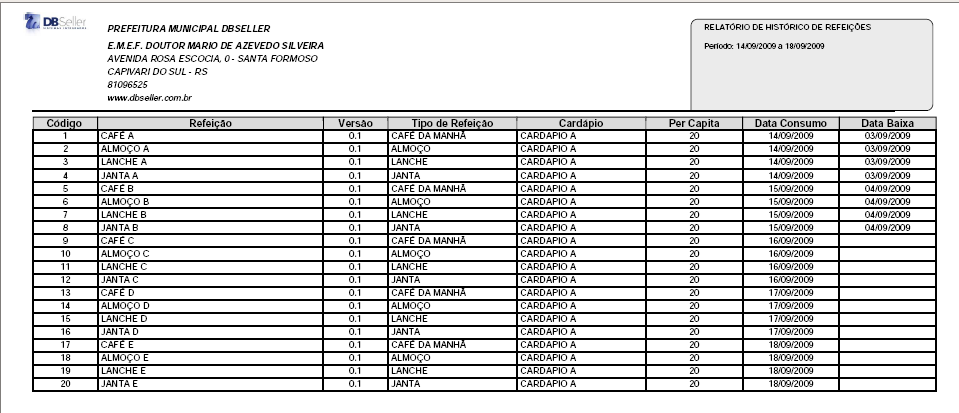 DBSeller
PREFEITURA MUNICIPAL DBSELLER
E.M.E.F. DOUTOR MARIO DE AZEVEDO SILVEIRA
AVENIDA ROSA ESCOCIA, 0 - SANTA FORMOSO
CAPIVARI DO SUL - RS
81096525
www.dbseller.com.br
RELATÓRIO DE HISTÓRICO DE REFEIÇÕES
Período: 14/09/2009 a 18/09/2009
Código Refeição Versão Tipo de Refeição Cardápio Per Capita Data Consumo Data Baixa
1 CAFÉ A 0.1 CAFÉ DA MANHÃ CARDAPIO A 20 14/09/2009 03/09/2009
2 ALMOÇO A 0.1 ALMOÇO CARDAPIO A 20 14/09/2009 03/09/2009
3 LANCHE A 0.1 LANCHE CARDAPIO A 20 14/09/2009 03/09/2009
4 JANTA A 0.1 JANTA CARDAPIO A 20 14/09/2009 03/09/2009
5 CAFÉ B 0.1 CAFÉ DA MANHÃ CARDAPIO A 20 15/09/2009 04/09/2009
6 ALMOÇO B 0.1 ALMOÇO CARDAPIO A 20 15/09/2009 04/09/2009
7 LANCHE B 0.1 LANCHE CARDAPIO A 20 15/09/2009 04/09/2009
8 JANTA B 0.1 JANTA CARDAPIO A 20 15/09/2009 04/09/2009
9 CAFÉ C 0.1 CAFÉ DA MANHÃ CARDAPIO A 20 16/09/2009
10 ALMOÇO C 0.1 ALMOÇO CARDAPIO A 20 16/09/2009
11 LANCHE C 0.1 LANCHE CARDAPIO A 20 16/09/2009
12 JANTA C 0.1 JANTA CARDAPIO A 20 16/09/2009
13 CAFÉ D 0.1 CAFÉ DA MANHÃ CARDAPIO A 20 17/09/2009
14 ALMOÇO D 0.1 ALMOÇO CARDAPIO A 20 17/09/2009
15 LANCHE D 0.1 LANCHE CARDAPIO A 20 17/09/2009
16 JANTA D 0.1 JANTA CARDAPIO A 20 17/09/2009
17 CAFÉ E 0.1 CAFÉ DA MANHÃ CARDAPIO A 20 18/09/2009
18 ALMOÇO E 0.1 ALMOÇO CARDAPIO A 20 18/09/2009
19 LANCHE E 0.1 LANCHE CARDAPIO A 20 18/09/2009
20 JANTA E 0.1 JANTA CARDAPIO A 20 18/09/2009